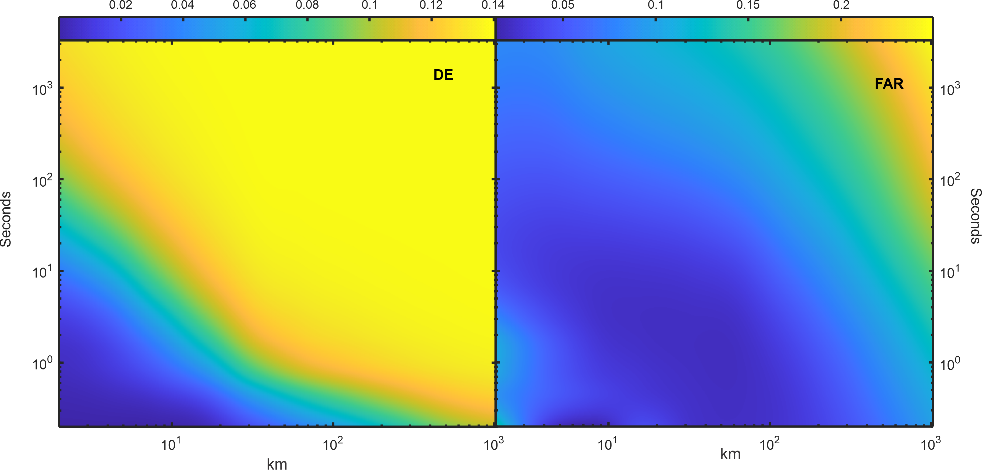 0.02 0.04 0.06 0.08 0.1 0.12 0.14 0.05 0.1 0.15 0.2
DE
FAR
10³ 10³
10² 10²
Seconds Seconds
10¹ 10¹
10⁰ 10⁰
10¹ 10² 10³ 10¹ 10² 10³
km km